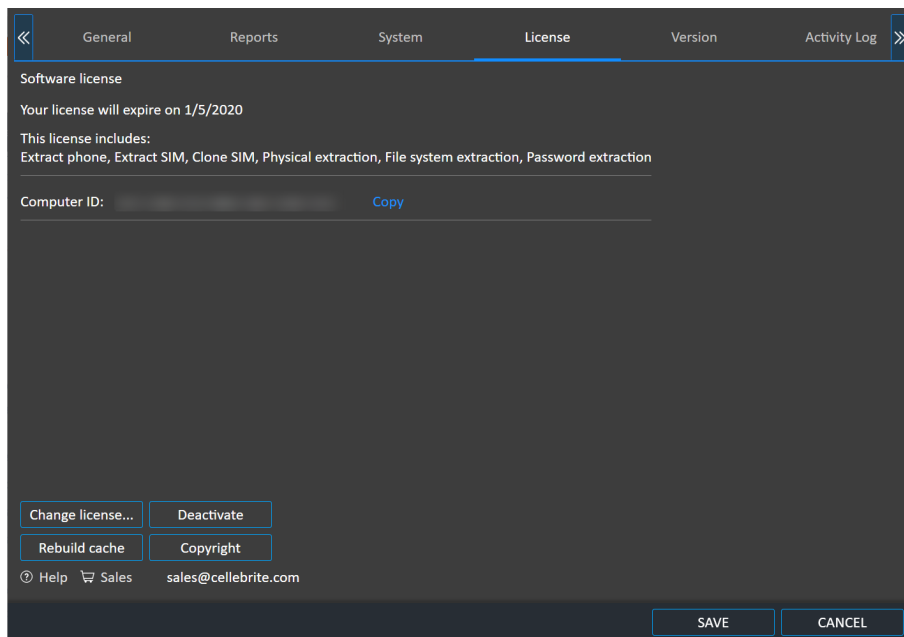 General Reports System License Version Activity Log
Software license
Your license will expire on 1/5/2020
This license includes:
Extract phone, Extract SIM, Clone SIM, Physical extraction, File system extraction, Password extraction
Computer ID: Copy
Change license... Deactivate
Rebuild cache Copyright
Help Sales sales@cellebrite.com
SAVE CANCEL